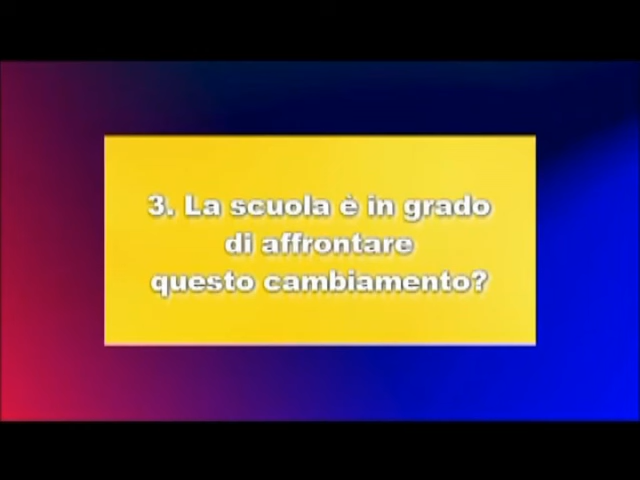 3. La scuola è in grado
di affrontare
questo cambiamento?